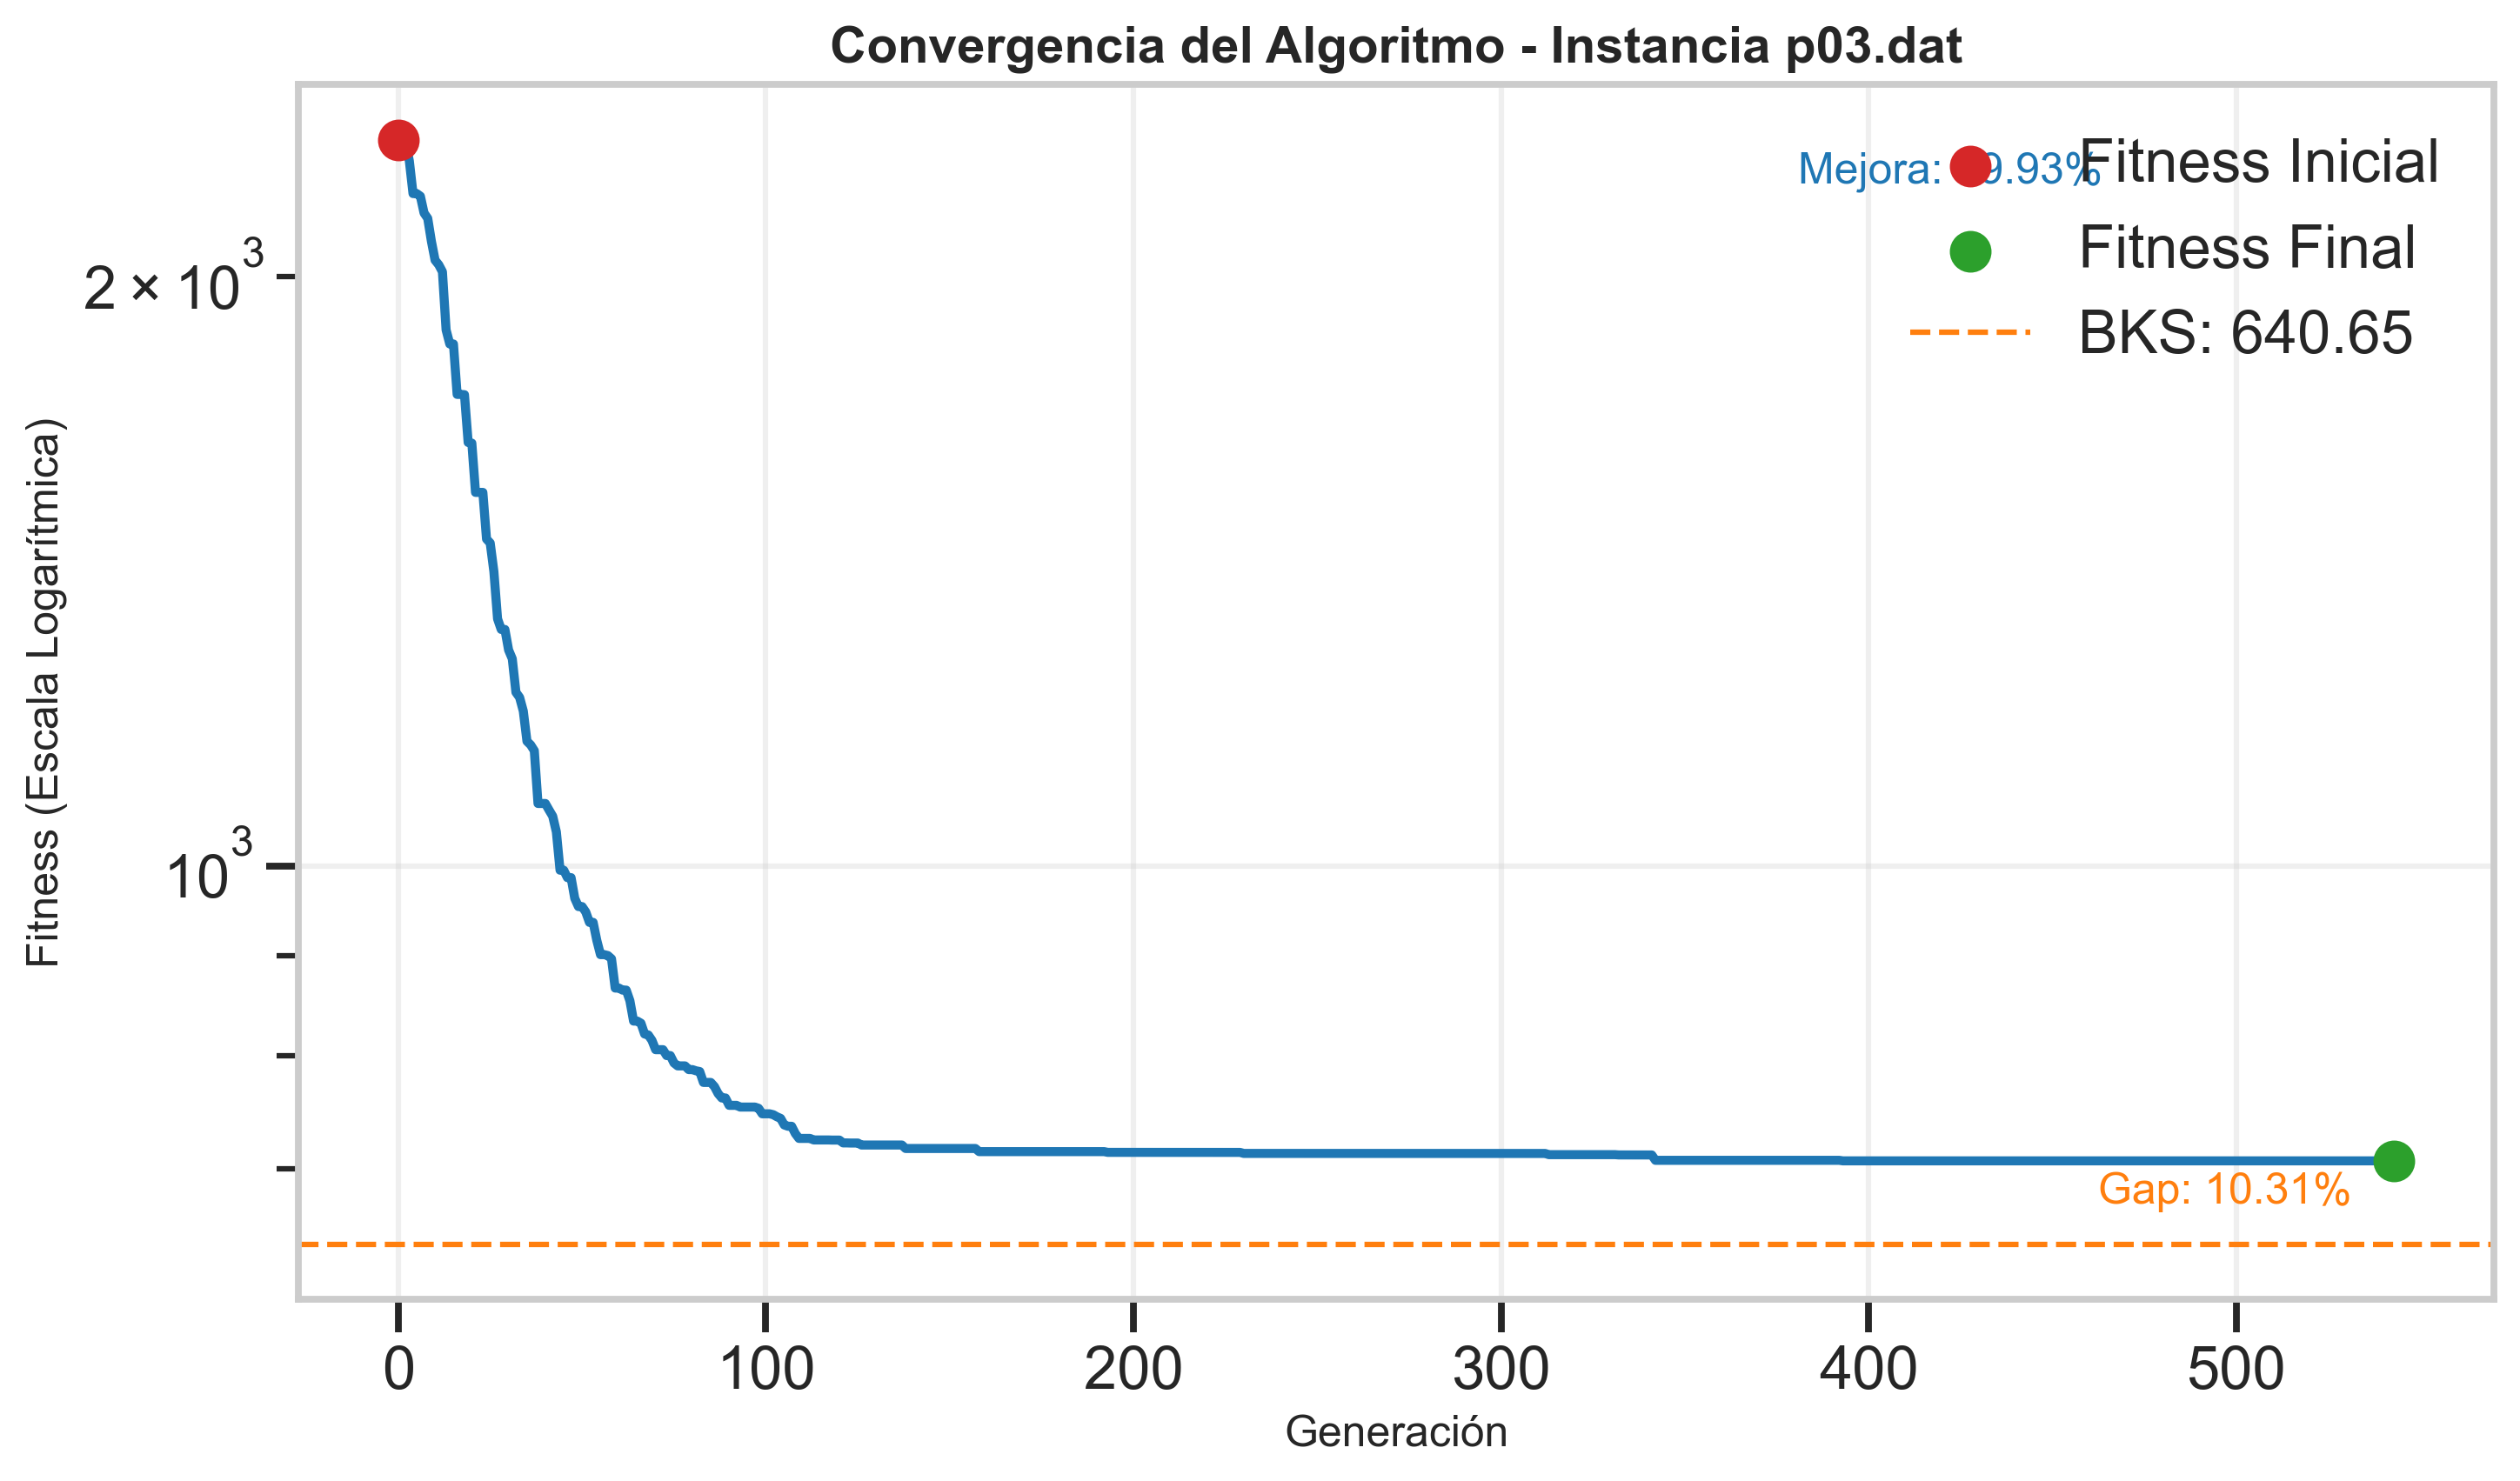 Convergencia del Algoritmo - Instancia p03.dat
Mejora:
Fitness Inicial
Fitness Final
BKS: 640.65
2 × 10³
10³
Fitness (Escala Logarítmica)
Gap: 10.31%
0 100 200 300 400 500
Generación